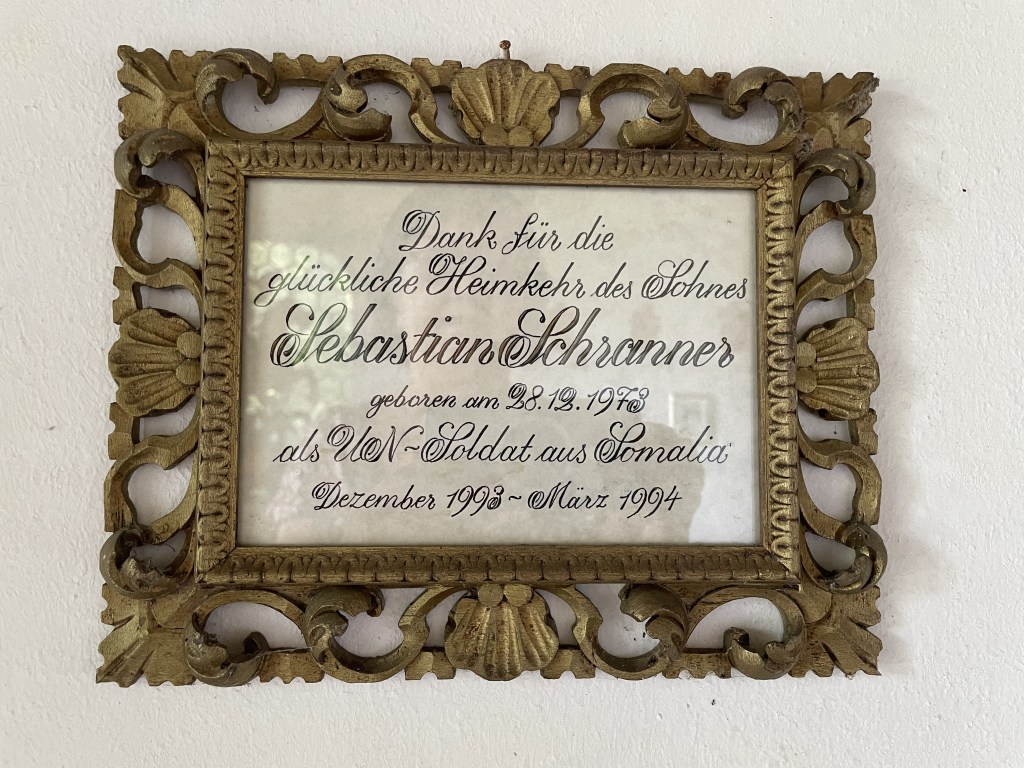 Dank für die
glückliche Heimkehr des Sohnes
Sebastian Schranner
geboren am 28.12.1973
als UN-Soldat aus Somalia
Dezember 1993 ~ März 1994